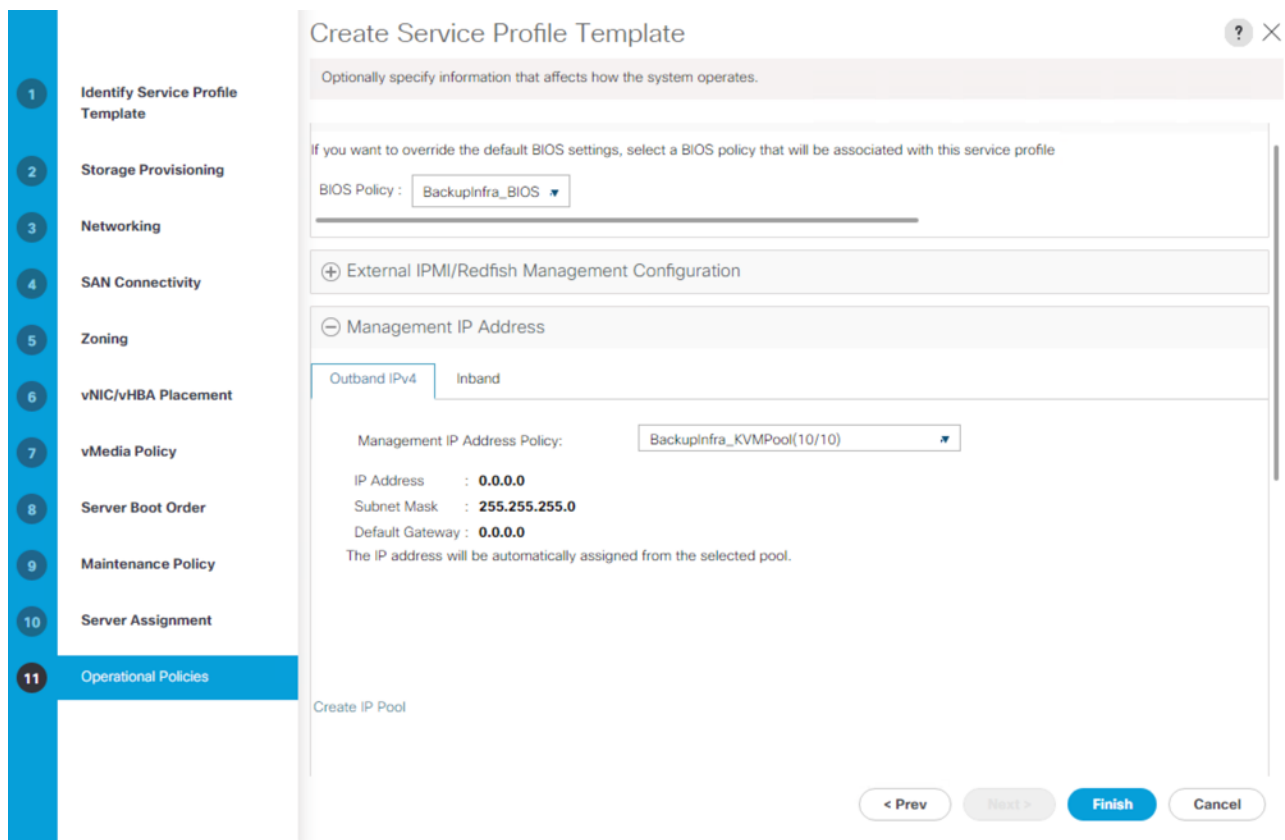 Create Service Profile Template
?
Optionally specify information that affects how the system operates.
1
Identify Service Profile
Template
2
Storage Provisioning
3
Networking
4
SAN Connectivity
5
Zoning
6
vNIC/vHBA Placement
7
vMedia Policy
8
Server Boot Order
9
Maintenance Policy
10
Server Assignment
11
Operational Policies
If you want to override the default BIOS settings, select a BIOS policy that will be associated with this service profile
BIOS Policy : BackupInfra_BIOS
External IPMI/Redfish Management Configuration
Management IP Address
Outband IPv4 Inband
Management IP Address Policy: BackupInfra_KVMPool(10/10)
IP Address : 0.0.0.0
Subnet Mask : 255.255.255.0
Default Gateway : 0.0.0.0
The IP address will be automatically assigned from the selected pool.
Create IP Pool
< Prev Next > Finish Cancel